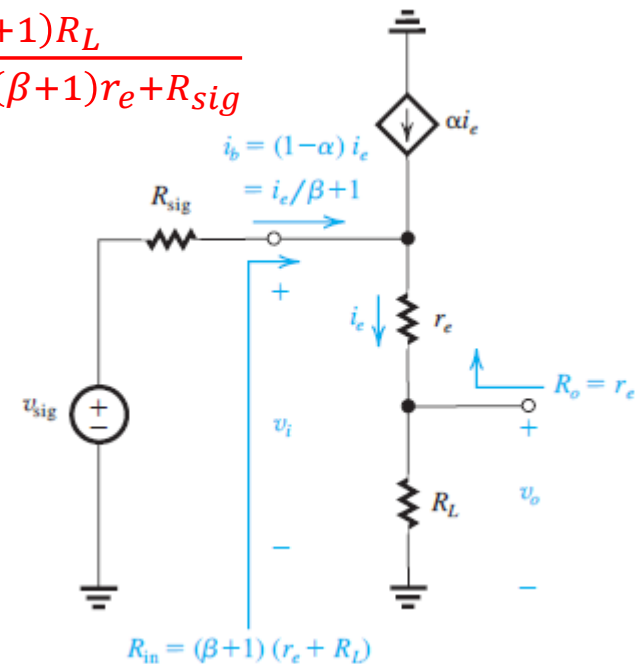 +1)R_L
(β+1)r_e+R_sig
αi_e
i_b = (1−α) i_e
= i_e/β+1
R_sig
+
i_e
r_e
R_o = r_e
v_sig
+
−
v_i
+
R_L
v_o
−
−
R_in = (β+1) (r_e + R_L)